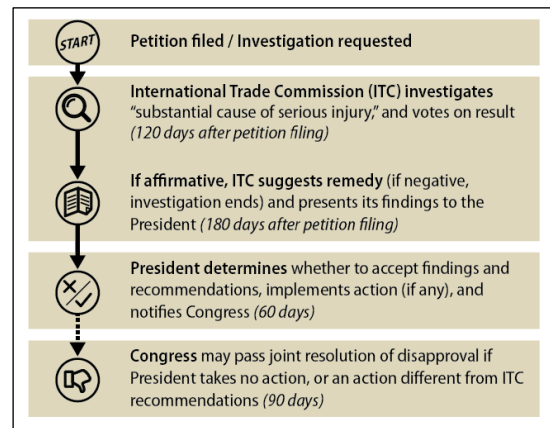 START
Petition filed / Investigation requested
International Trade Commission (ITC) investigates
“substantial cause of serious injury,” and votes on result
(120 days after petition filing)
If affirmative, ITC suggests remedy (if negative,
investigation ends) and presents its findings to the
President (180 days after petition filing)
President determines whether to accept findings and
recommendations, implements action (if any), and
notifies Congress (60 days)
Congress may pass joint resolution of disapproval if
President takes no action, or an action different from ITC
recommendations (90 days)